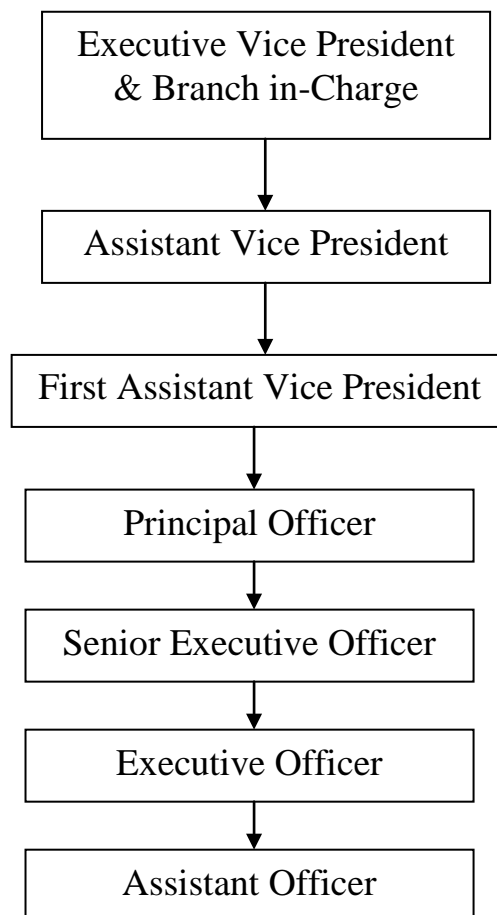 Executive Vice President
& Branch in-Charge
Assistant Vice President
First Assistant Vice President
Principal Officer
Senior Executive Officer
Executive Officer
Assistant Officer